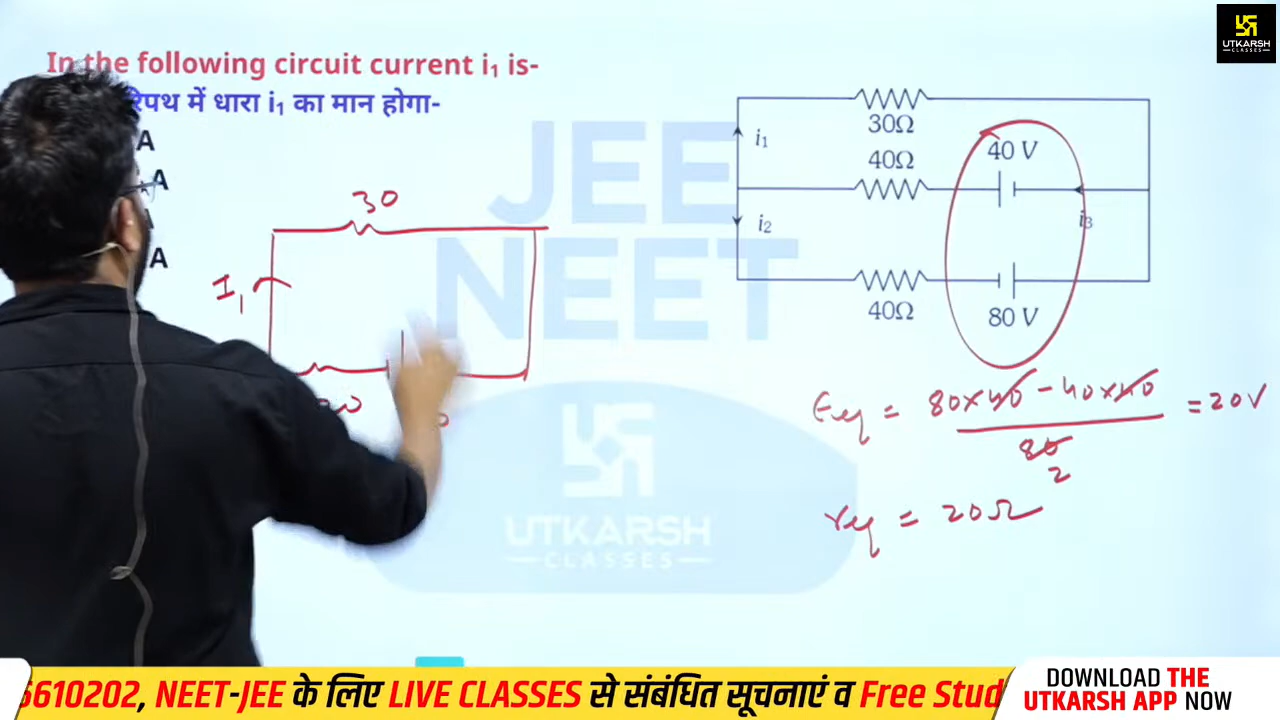 UTKARSH
CLASSES
In the following circuit current i₁ is-
रिपथ में धारा i₁ का मान होगा-
A
A
A
30
I₁
30Ω
i₁
40Ω
40 V
i₂
i₃
40Ω
80 V
JEE
NEET
UTKARSH
CLASSES
Eeq = 80×40 - 40×40 = 20V
80
2
req = 20Ω
6610202, NEET-JEE के लिए LIVE CLASSES से संबंधित सूचनाएं व Free Stud
DOWNLOAD THE
UTKARSH APP NOW